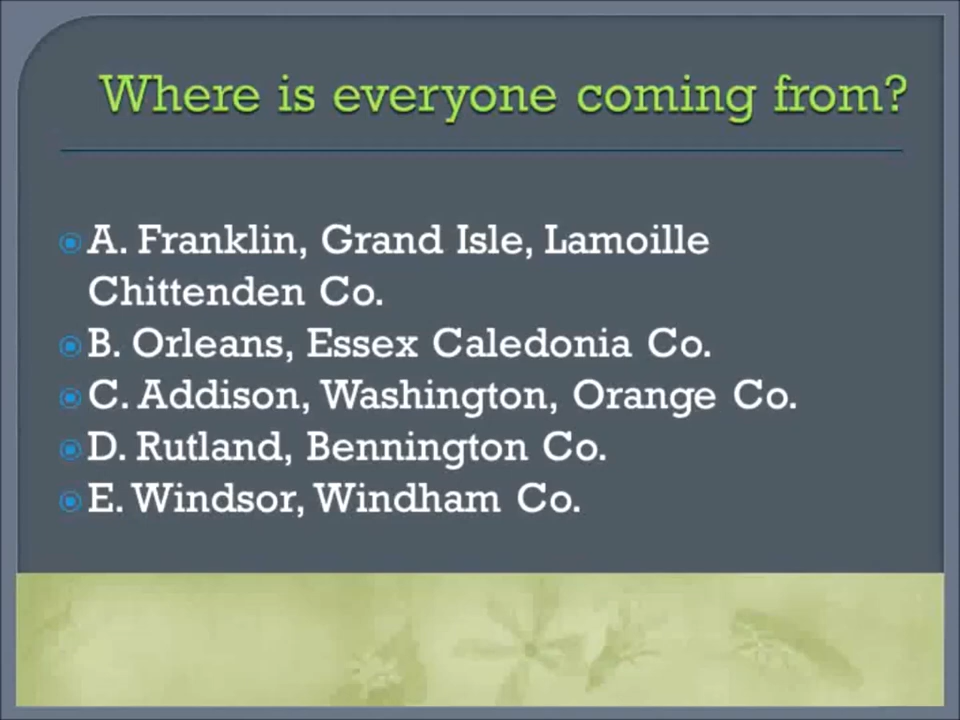 Where is everyone coming from?
A. Franklin, Grand Isle, Lamoille
Chittenden Co.
B. Orleans, Essex Caledonia Co.
C. Addison, Washington, Orange Co.
D. Rutland, Bennington Co.
E. Windsor, Windham Co.